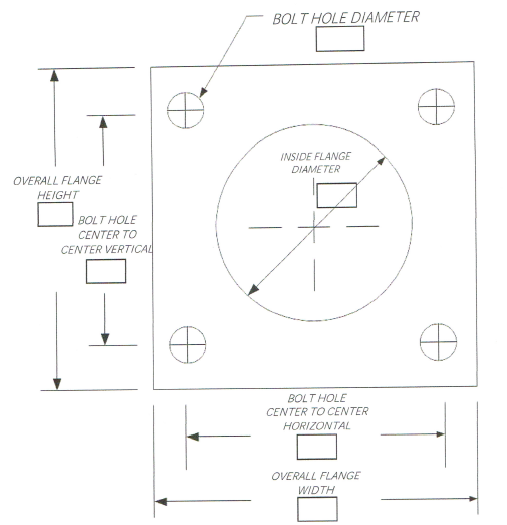 BOLT HOLE DIAMETER
INSIDE FLANGE
DIAMETER
OVERALL FLANGE
HEIGHT
BOLT HOLE
CENTER TO
CENTER VERTICAL
BOLT HOLE
CENTER TO CENTER
HORIZONTAL
OVERALL FLANGE
WIDTH